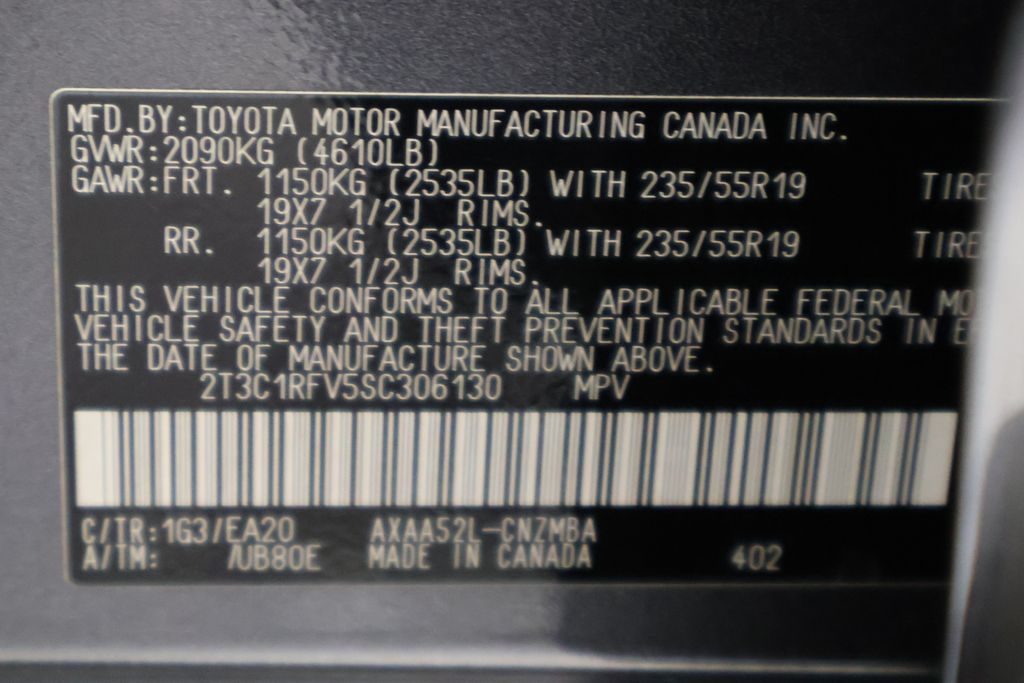 MFD.BY:TOYOTA MOTOR MANUFACTURING CANADA INC.
GVWR:2090KG (4610LB)
GAWR:FRT. 1150KG (2535LB) WITH 235/55R19 TIRE
19X7 1/2J RIMS.
RR. 1150KG (2535LB) WITH 235/55R19 TIRE
19X7 1/2J RIMS.
THIS VEHICLE CONFORMS TO ALL APPLICABLE FEDERAL MO
VEHICLE SAFETY AND THEFT PREVENTION STANDARDS IN E
THE DATE OF MANUFACTURE SHOWN ABOVE.
2T3C1RFV5SC306130 MPV
C/TR:1G3/EA20 AXAA52L-CNZMBA
A/TM: /UB80E MADE IN CANADA 402